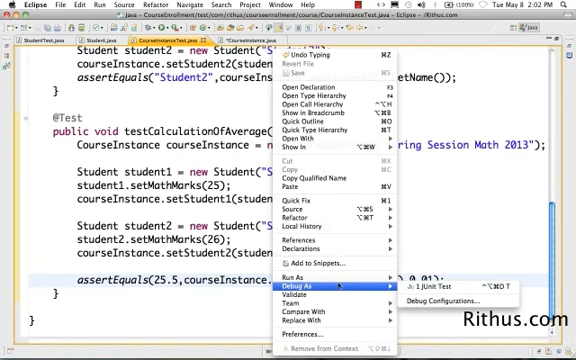 Eclipse File Edit Source Refactor Navigate Search Project Run Window Help (100%) Wed May 8 2:02 PM
Java – CourseEnrollment/test/com/rithus/courseenrollment/course/CourseInstanceTest.java – Eclipse – /Rithus.com
Java
StudentTest.java Student.java CourseInstanceTest.java *CourseInstance.java
Student student2 = new Student("S
courseInstance.setStudent2(studen
assertEquals("Student2",courseIns etName());
}
@Test
public void testCalculationOfAverage(
CourseInstance courseInstance = n ring Session Math 2013");
Student student1 = new Student("S
student1.setMathMarks(25);
courseInstance.setStudent1(studen
Student student2 = new Student("S
student2.setMathMarks(26);
courseInstance.setStudent2(studen
assertEquals(25.5,courseInstance. ,0.01);
}
}
Undo Typing ⌘Z
Revert File
Save
Open Declaration F3
Open Type Hierarchy F4
Open Call Hierarchy ^⌥H
Show in Breadcrumb ⌥⌘B
Quick Outline ⌘O
Quick Type Hierarchy ⌘T
Open With
Show In ⌥⌘W
Cut ⌘X
Copy ⌘C
Copy Qualified Name
Paste ⌘V
Quick Fix ⌘1
Source ⌥⌘S
Refactor ⌥⌘T
Local History
References
Declarations
Add to Snippets...
Run As
Debug As
Validate
Team
Compare With
Replace With
Preferences...
Remove from Context
1 JUnit Test ^⌥⌘D T
Debug Configurations...
Rithus.com